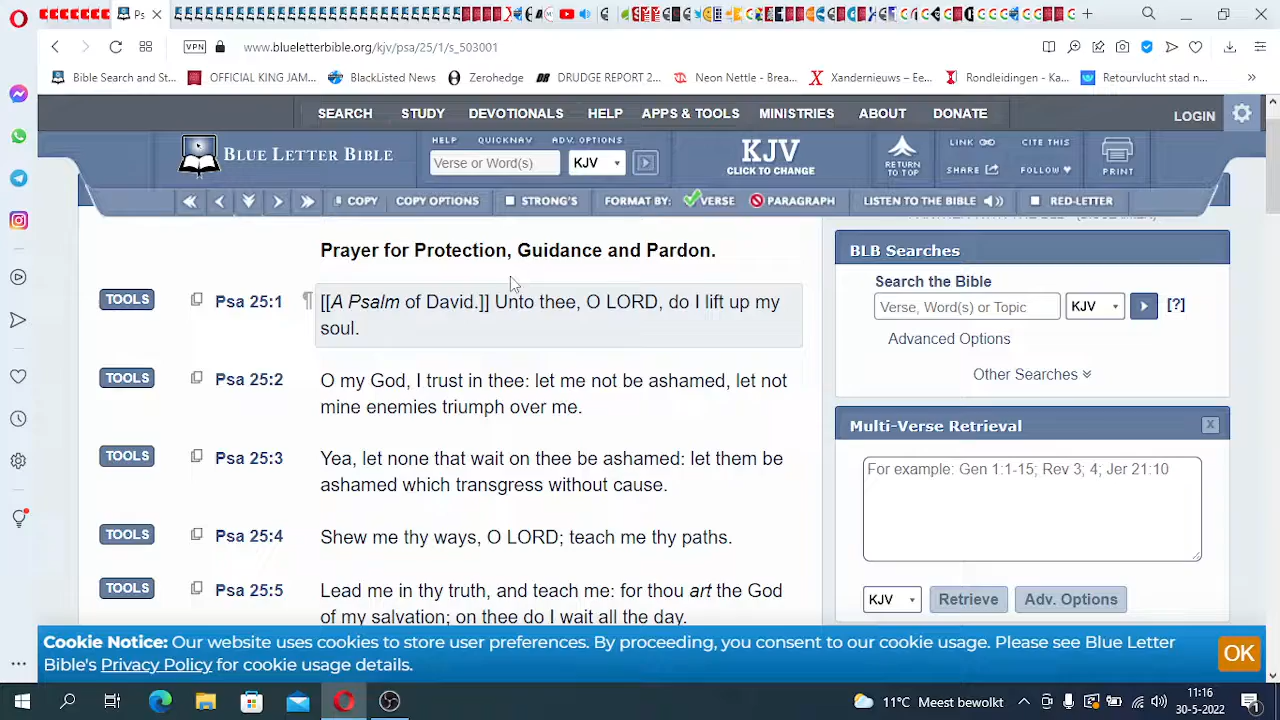 Ps
KJV
www.blueletterbible.org/kjv/psa/25/1/s_503001
VPN
Bible Search and St...
OFFICIAL KING JAM...
BlackListed News
Zerohedge
DRUDGE REPORT 2...
Neon Nettle - Brea...
Xandernieuws – Ee...
Rondleidingen - Ka...
Retourvlucht stad n...
»
SEARCH STUDY DEVOTIONALS HELP APPS & TOOLS MINISTRIES ABOUT DONATE
LOGIN
BLUE LETTER BIBLE
HELP QUICKNAV ADV. OPTIONS
Verse or Word(s) KJV
KJV
CLICK TO CHANGE
RETURN
TO TOP
LINK CITE THIS
SHARE FOLLOW
PRINT
COPY COPY OPTIONS STRONG'S FORMAT BY: VERSE PARAGRAPH LISTEN TO THE BIBLE RED-LETTER
Prayer for Protection, Guidance and Pardon.
TOOLS Psa 25:1 ¶ [[A Psalm of David.]] Unto thee, O LORD, do I lift up my
soul.
TOOLS Psa 25:2 O my God, I trust in thee: let me not be ashamed, let not
mine enemies triumph over me.
TOOLS Psa 25:3 Yea, let none that wait on thee be ashamed: let them be
ashamed which transgress without cause.
TOOLS Psa 25:4 Shew me thy ways, O LORD; teach me thy paths.
TOOLS Psa 25:5 Lead me in thy truth, and teach me: for thou art the God
of my salvation; on thee do I wait all the day.
BLB Searches
Search the Bible
Verse, Word(s) or Topic KJV [?]
Advanced Options
Other Searches
Multi-Verse Retrieval X
For example: Gen 1:1-15; Rev 3; 4; Jer 21:10
KJV Retrieve Adv. Options
Cookie Notice: Our website uses cookies to store user preferences. By proceeding, you consent to our cookie usage. Please see Blue Letter
Bible's Privacy Policy for cookie usage details.
OK
11°C Meest bewolkt
11:16
30-5-2022